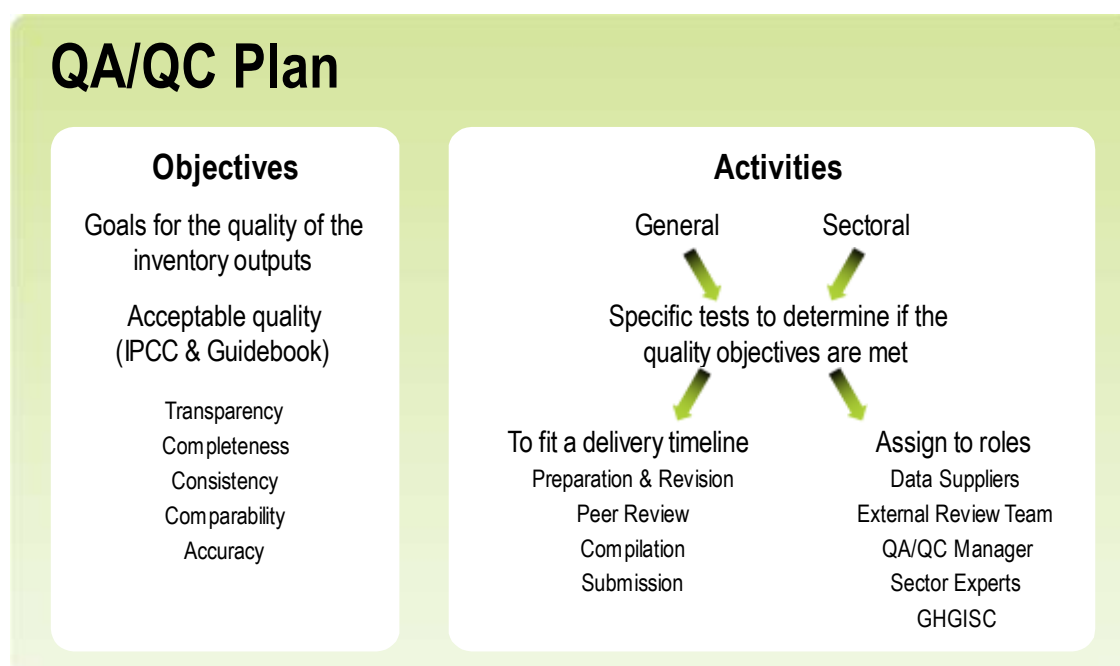 QA/QC Plan
Objectives
Goals for the quality of the
inventory outputs
Acceptable quality
(IPCC & Guidebook)
Transparency
Completeness
Consistency
Comparability
Accuracy
Activities
General
Sectoral
Specific tests to determine if the
quality objectives are met
To fit a delivery timeline
Preparation & Revision
Peer Review
Compilation
Submission
Assign to roles
Data Suppliers
External Review Team
QA/QC Manager
Sector Experts
GHGISC